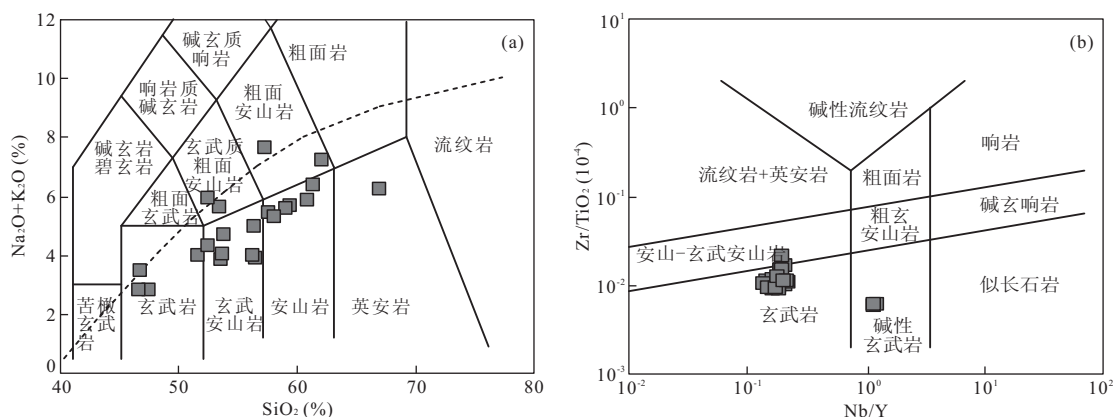 (a)
12
10
8
6
4
2
0
Na₂O+K₂O (%)
碱玄质
响岩
粗面岩
响岩质
碱玄岩
粗面
安山岩
碱玄岩
碧玄岩
玄武质
粗面
安山岩
流纹岩
粗面
玄武岩
苦橄
玄武
岩
玄武岩
玄武
安山岩
安山岩
英安岩
40
50
60
70
80
SiO₂ (%)
(b)
10⁰
10⁻¹
10⁻²
10⁻³
Zr/TiO₂ (10⁻⁴)
碱性流纹岩
响岩
流纹岩+英安岩
粗面岩
碱玄响岩
粗玄
安山岩
安山-玄武安山岩
似长石岩
玄武岩
碱性
玄武岩
10⁻²
10⁻¹
10⁰
10¹
10²
Nb/Y